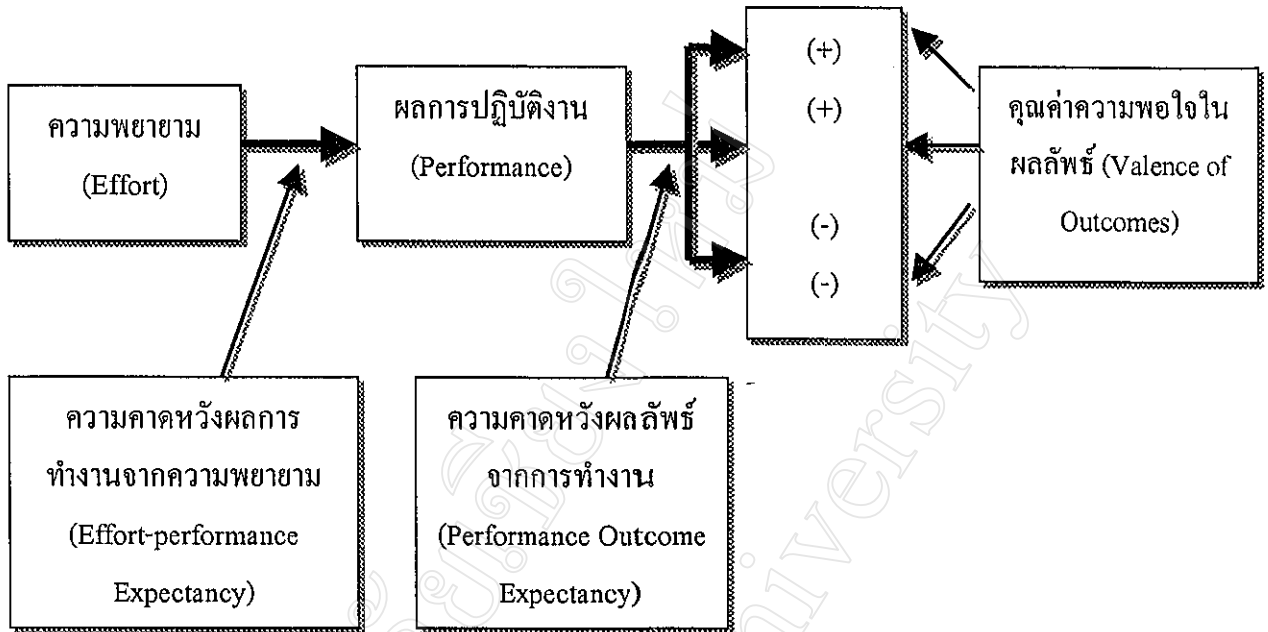 ความพยายาม
(Effort)
ผลการปฏิบัติงาน
(Performance)
(+)
(+)
(-)
(-)
คุณค่าความพอใจใน
ผลลัพธ์ (Valence of
Outcomes)
ความคาดหวังผลการ
ทำงานจากความพยายาม
(Effort-performance
Expectancy)
ความคาดหวังผลลัพธ์
จากการทำงาน
(Performance Outcome
Expectancy)